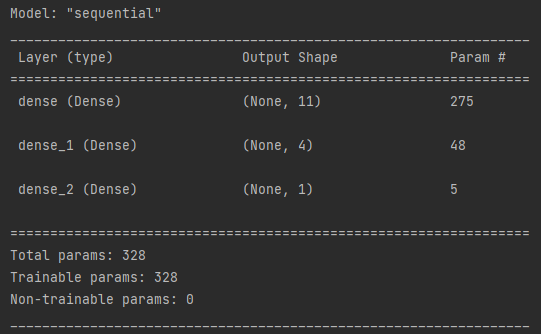 Model: "sequential"
_________________________________________________________________
Layer (type) Output Shape Param #
=================================================================
dense (Dense) (None, 11) 275
dense_1 (Dense) (None, 4) 48
dense_2 (Dense) (None, 1) 5
=================================================================
Total params: 328
Trainable params: 328
Non-trainable params: 0
_________________________________________________________________